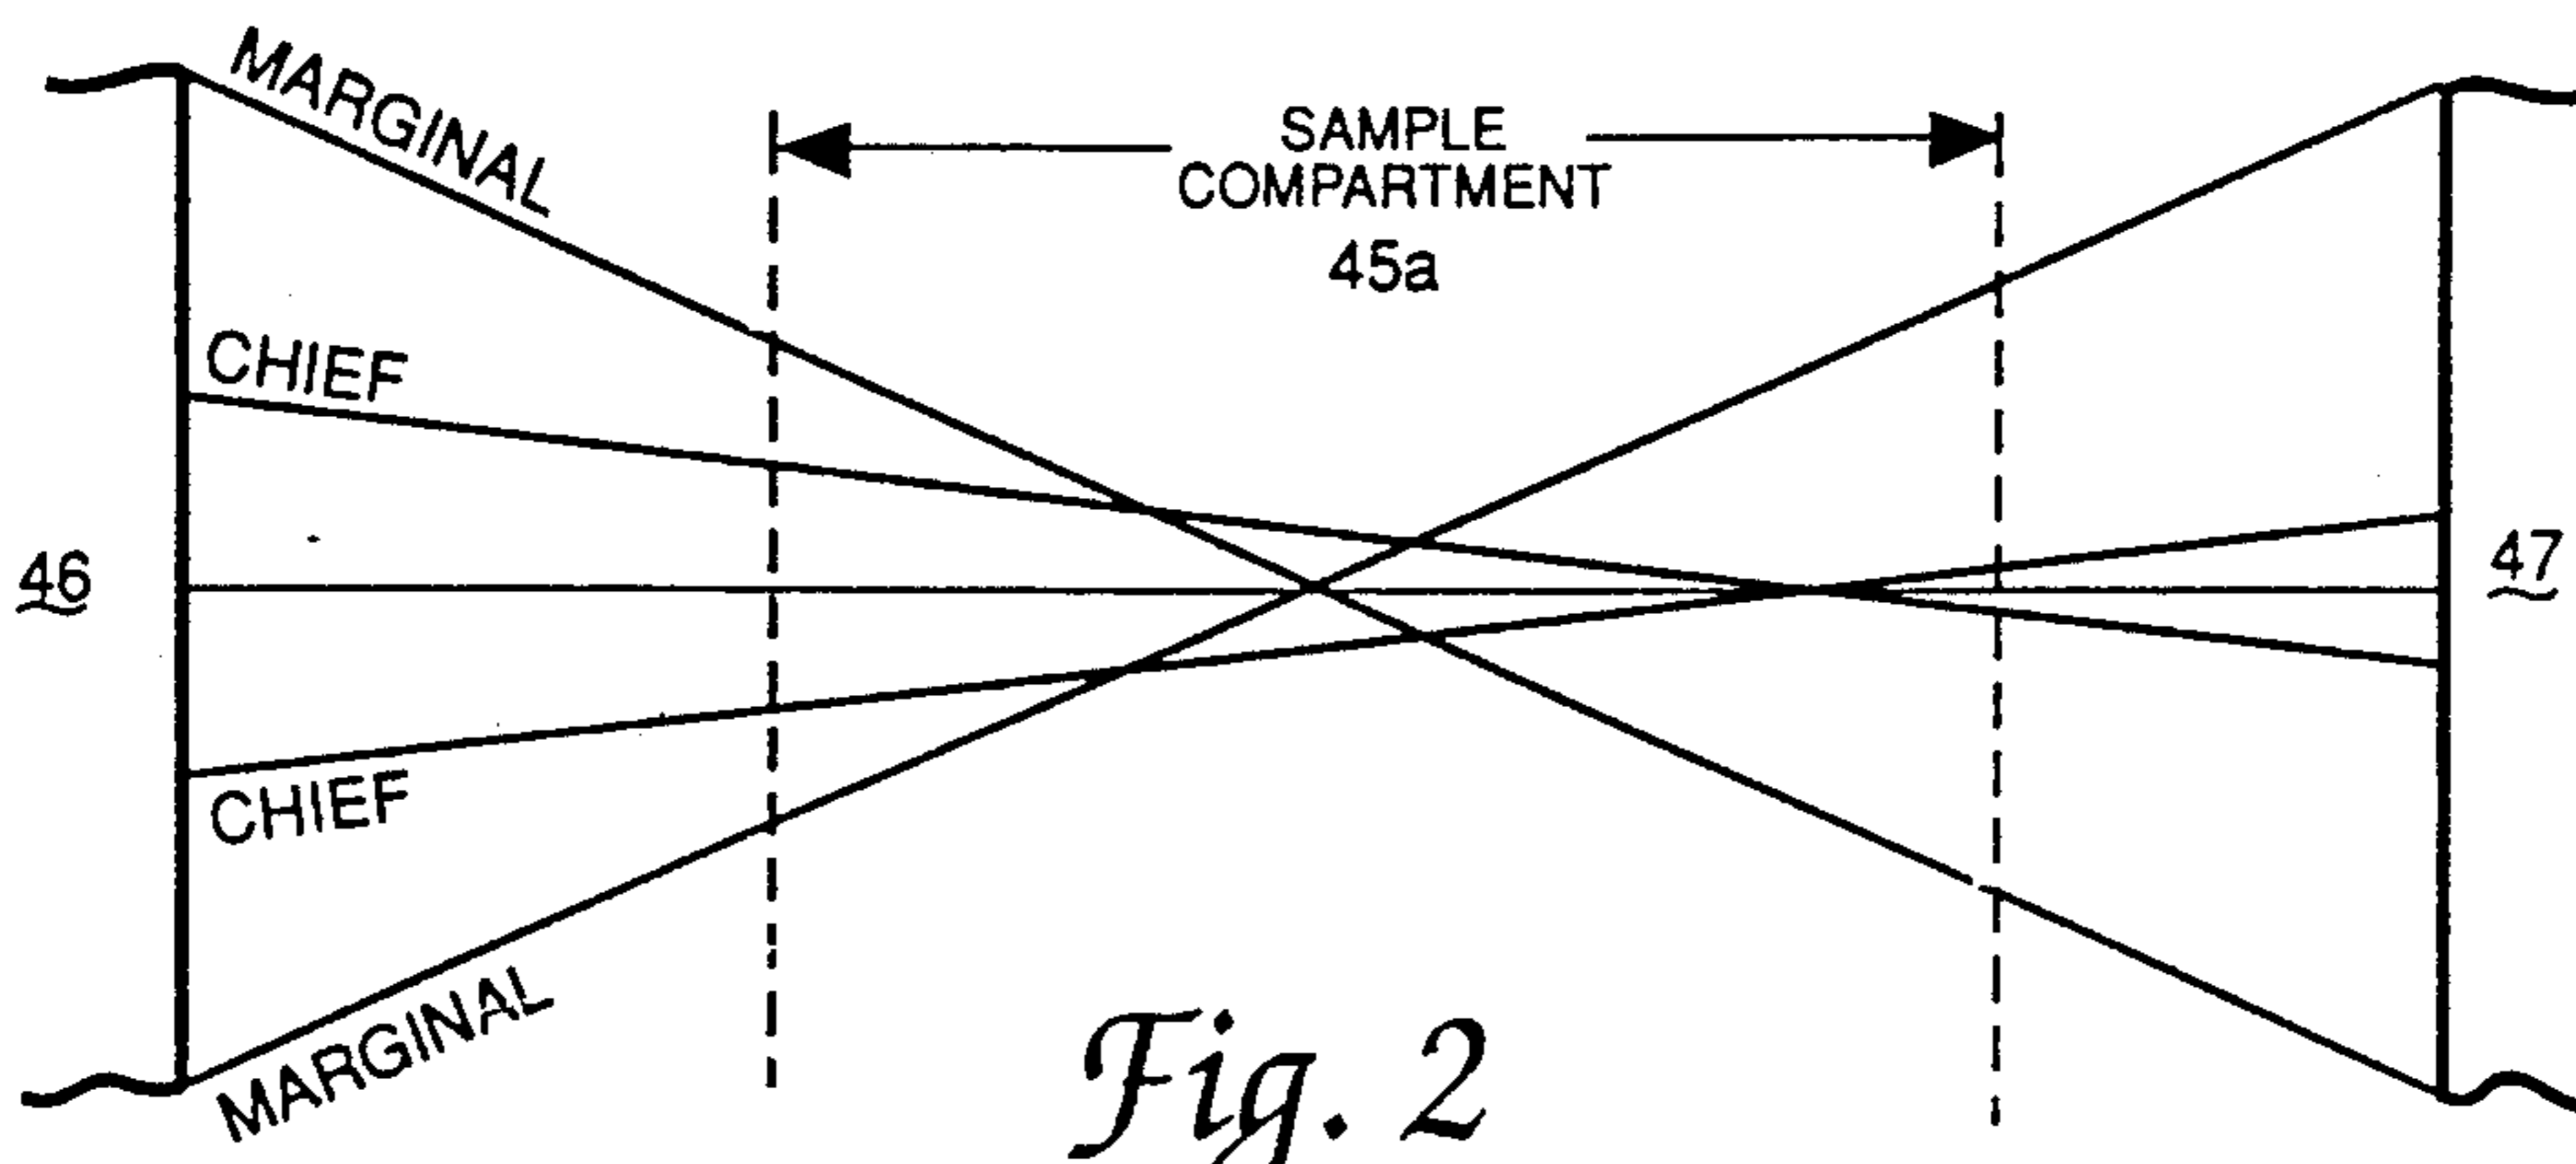 MARGINAL
SAMPLE
COMPARTMENT
45a
CHIEF
46
47
CHIEF
MARGINAL
Fig. 2